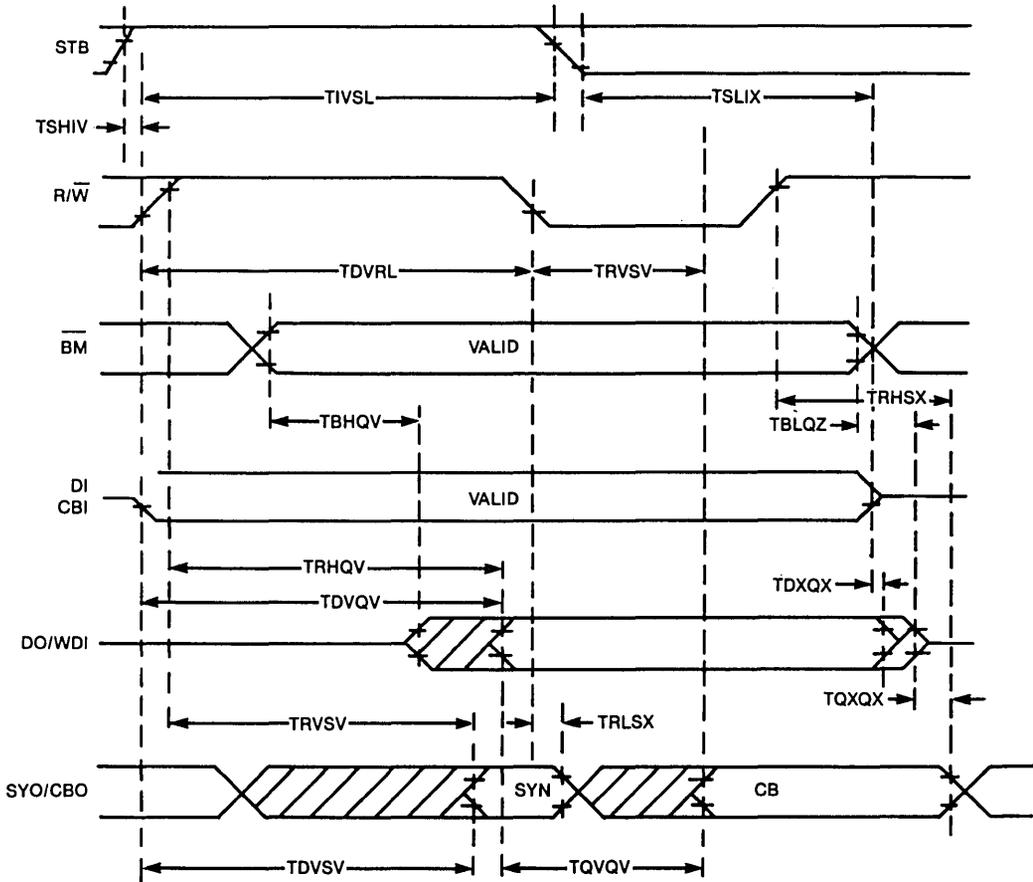 STB
TIVSL
TSLIX
TSHIV
R/W̅
TDVRL
TRVSV
B̅M̅
VALID
TRHSX
TBHQV
TBLQZ
DI
CBI
VALID
TRHQV
TDXQX
TDVQV
DO/WDI
TQXQX
TRVSV
TRLSX
SYO/CBO
SYN
CB
TDVSV
TQVQV